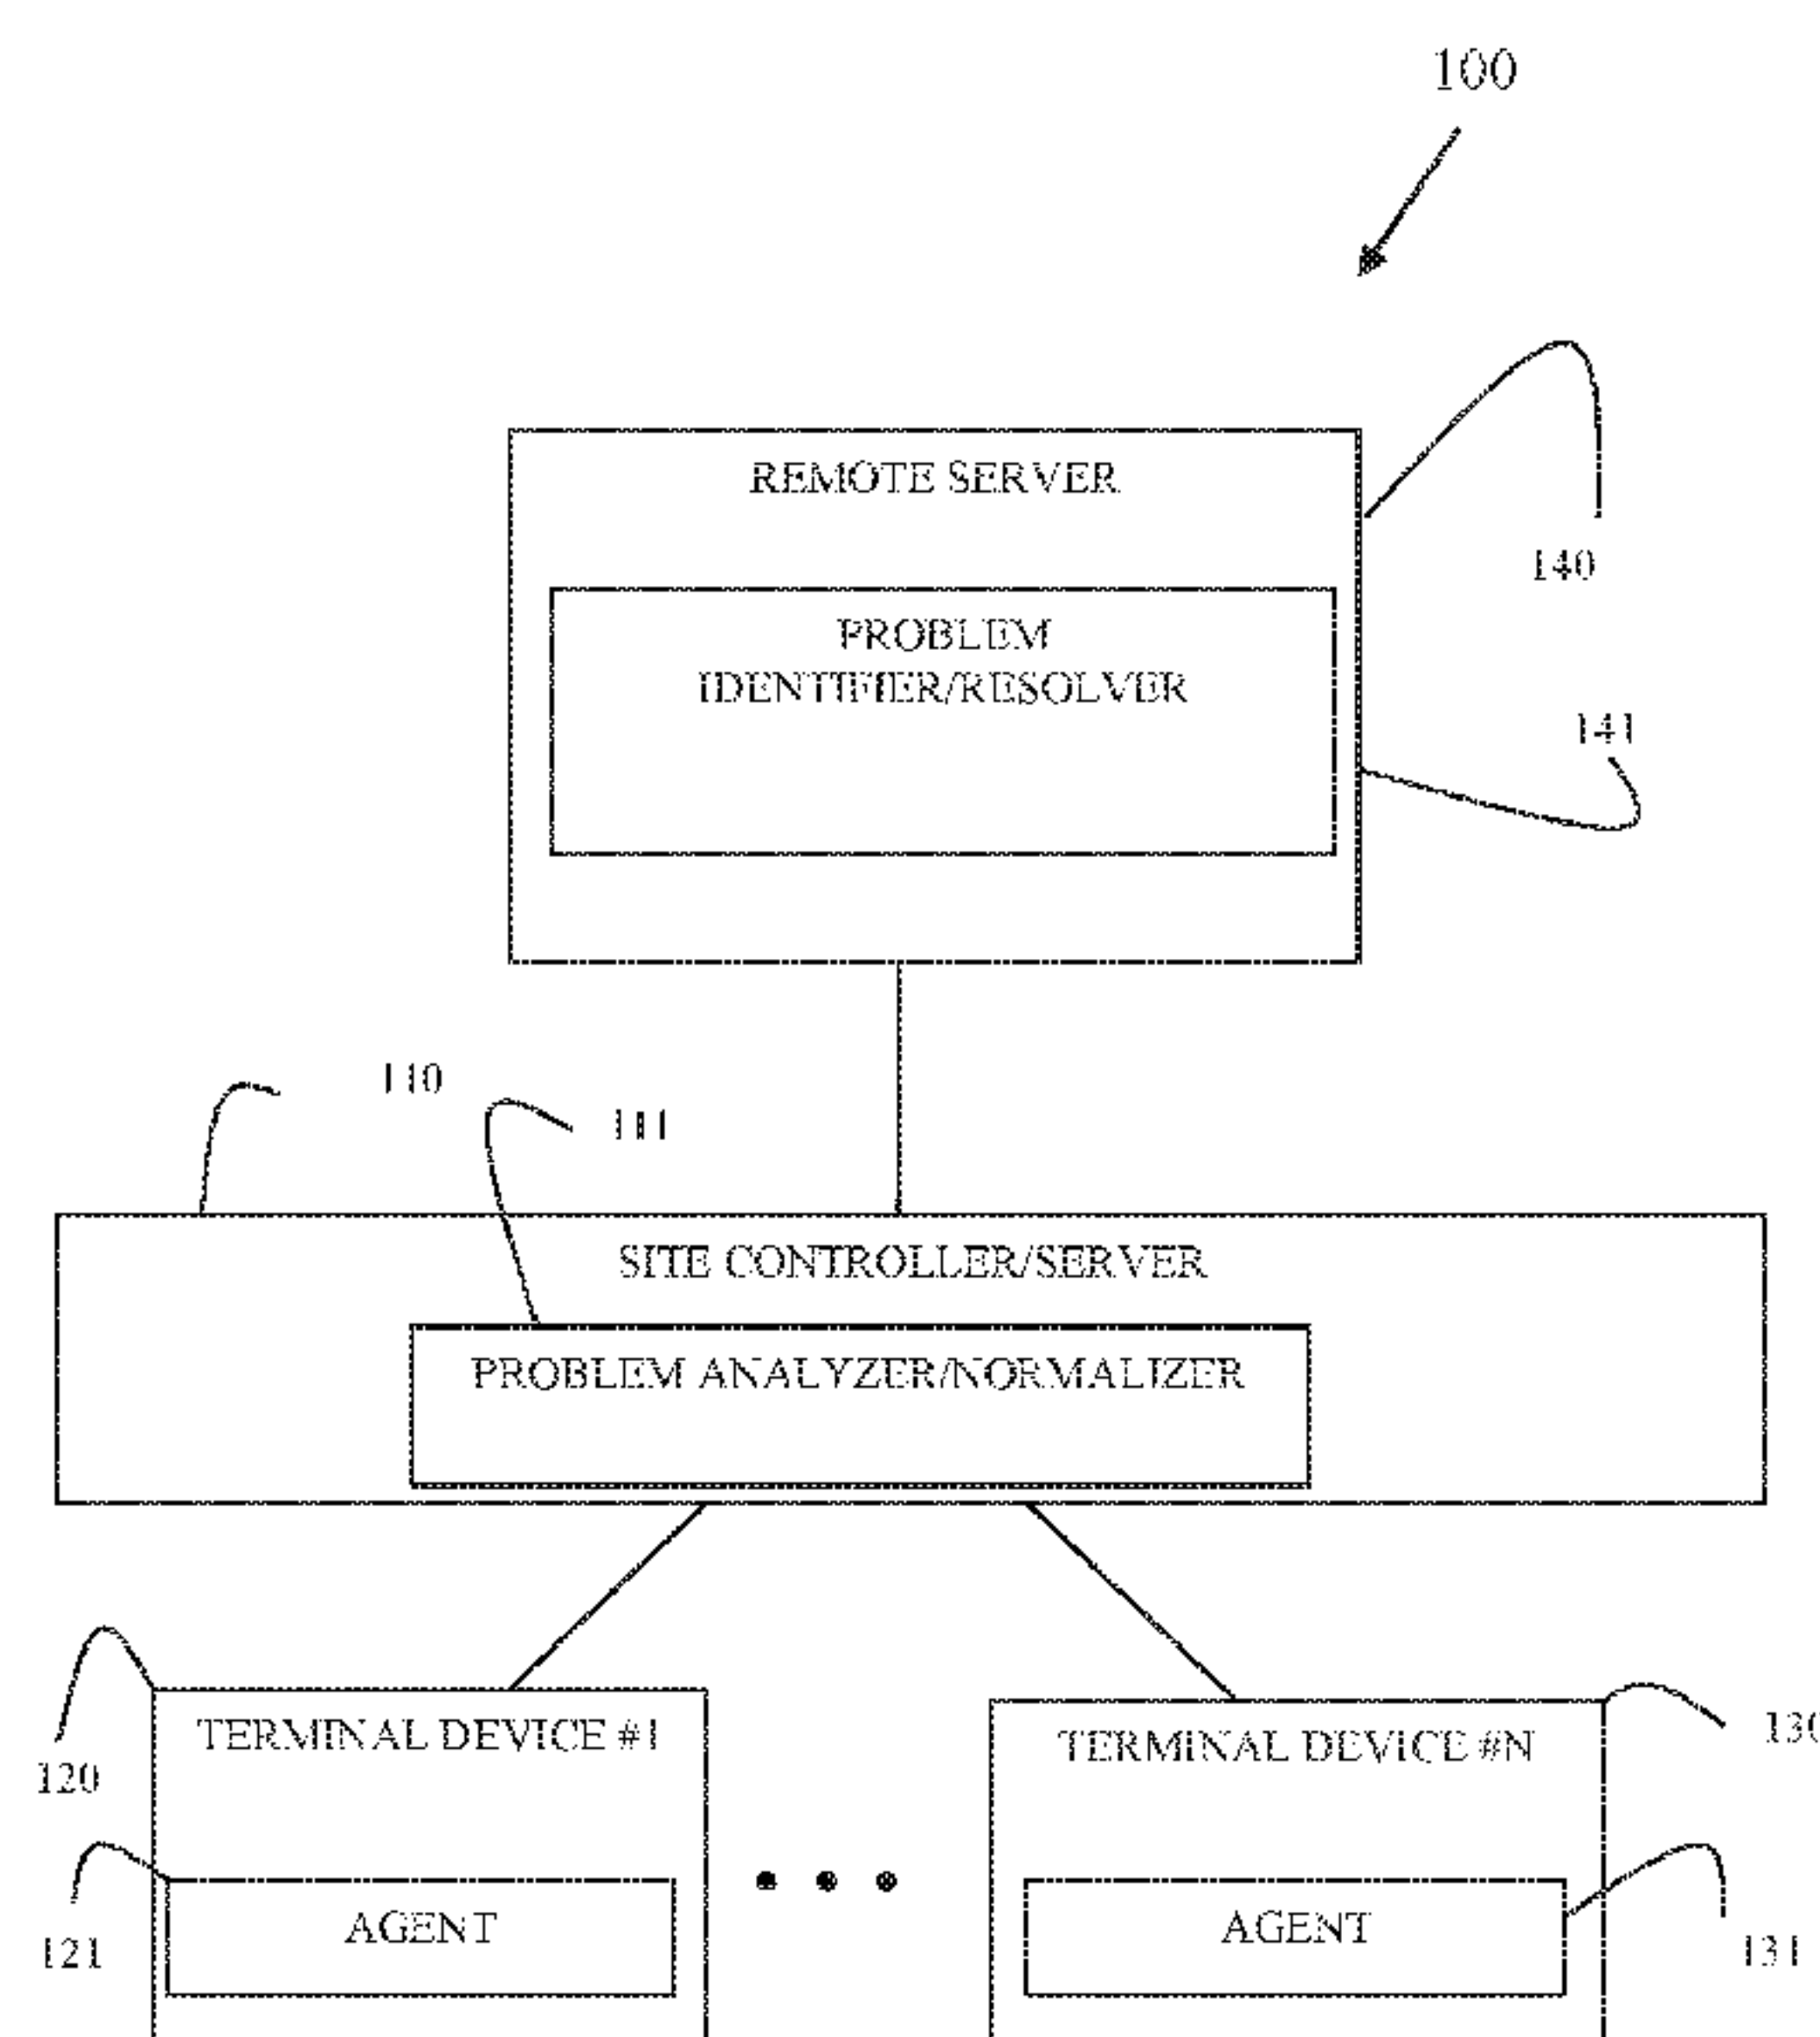 100
REMOTE SERVER
140
PROBLEM
IDENTIFIER/RESOLVER
141
110
111
SITE CONTROLLER/SERVER
PROBLEM ANALYZER/NORMALIZER
TERMINAL DEVICE #1
TERMINAL DEVICE #N
130
120
AGENT
AGENT
121
131